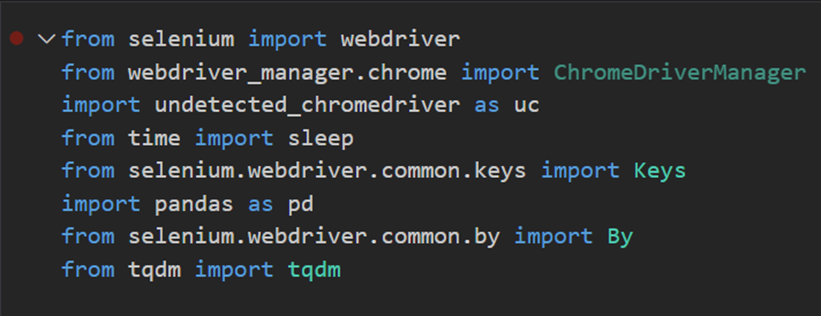 from selenium import webdriver
from webdriver_manager.chrome import ChromeDriverManager
import undetected_chromedriver as uc
from time import sleep
from selenium.webdriver.common.keys import Keys
import pandas as pd
from selenium.webdriver.common.by import By
from tqdm import tqdm